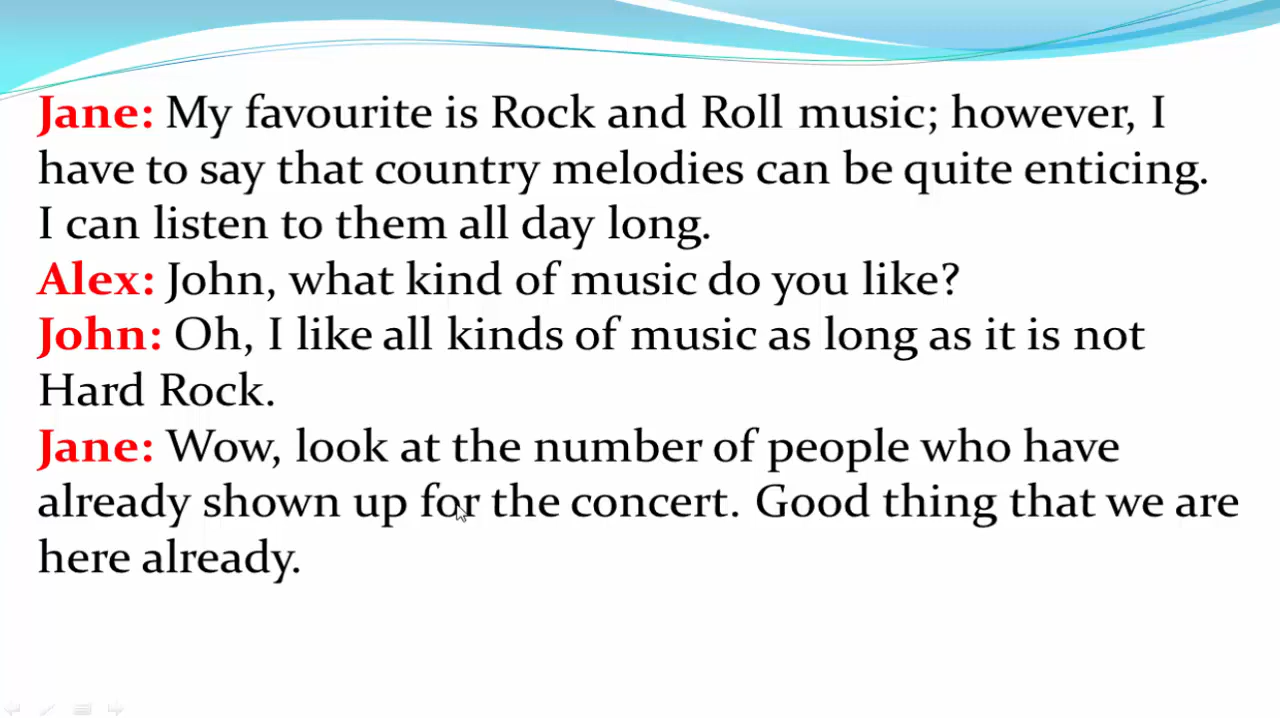 Jane: My favourite is Rock and Roll music; however, I
have to say that country melodies can be quite enticing.
I can listen to them all day long.
Alex: John, what kind of music do you like?
John: Oh, I like all kinds of music as long as it is not
Hard Rock.
Jane: Wow, look at the number of people who have
already shown up for the concert. Good thing that we are
here already.